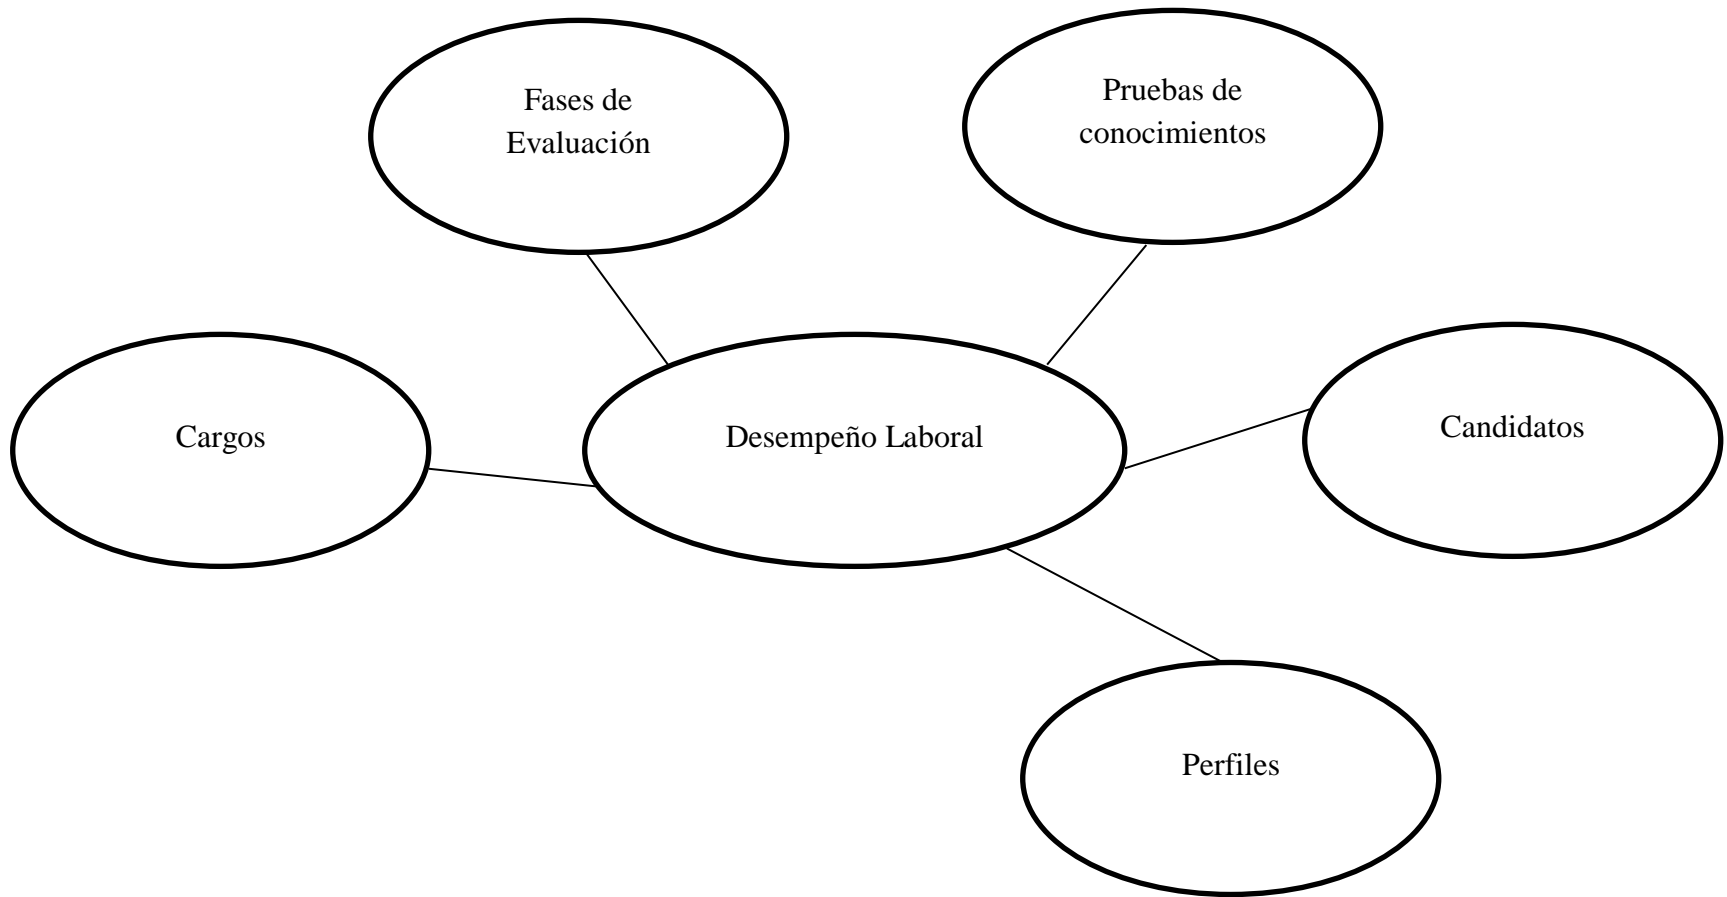 Fases de
Evaluación
Pruebas de
conocimientos
Cargos
Desempeño Laboral
Candidatos
Perfiles